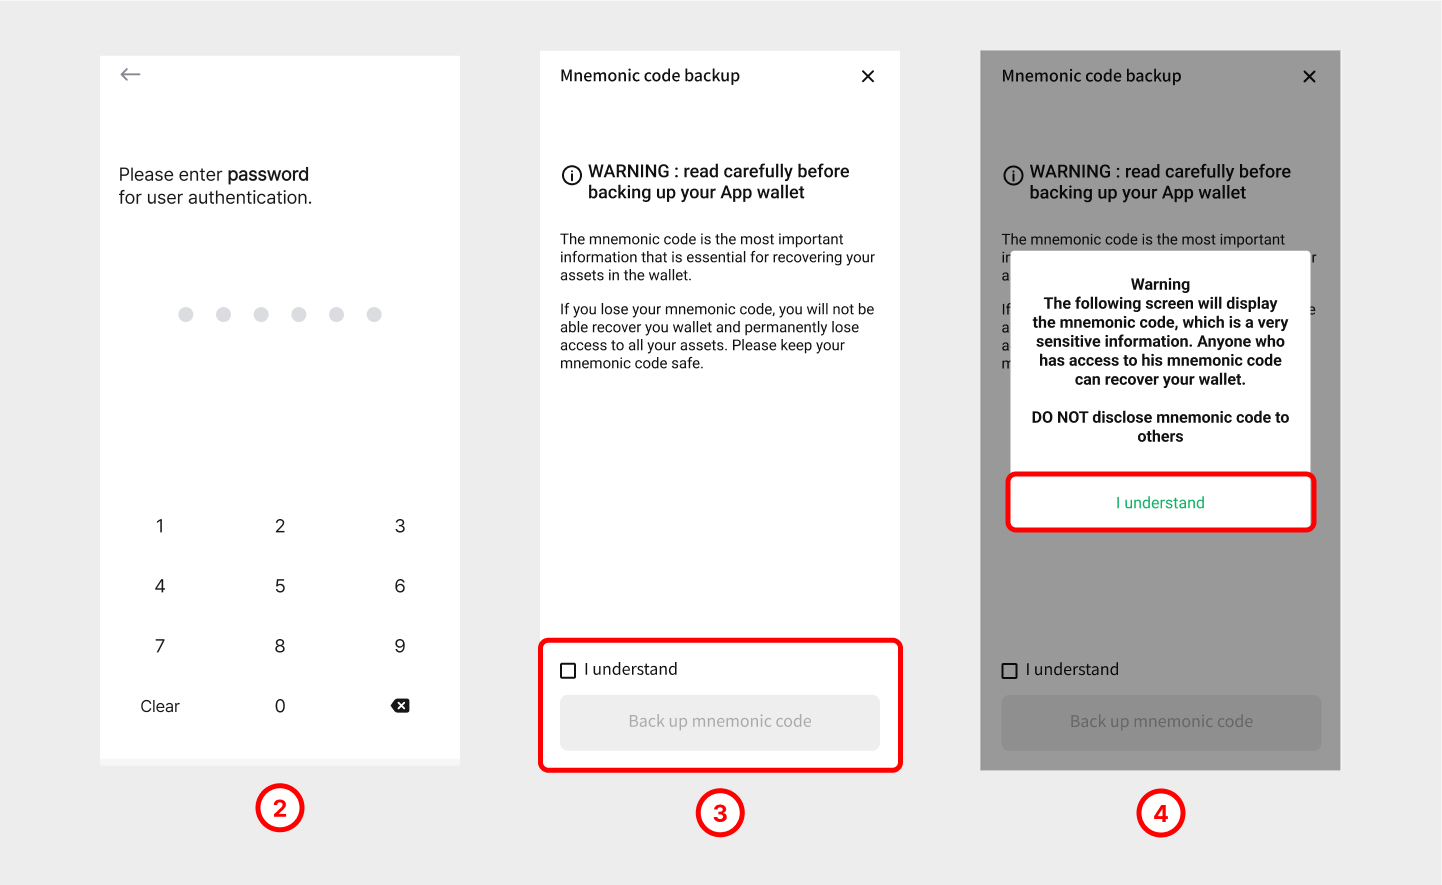 Please enter password
for user authentication.
1 2 3
4 5 6
7 8 9
Clear 0
2
Mnemonic code backup
WARNING : read carefully before
backing up your App wallet
The mnemonic code is the most important
information that is essential for recovering your
assets in the wallet.
If you lose your mnemonic code, you will not be
able recover you wallet and permanently lose
access to all your assets. Please keep your
mnemonic code safe.
I understand
Back up mnemonic code
3
Mnemonic code backup
WARNING : read carefully before
backing up your App wallet
The mnemonic code is the most important
Warning
The following screen will display
the mnemonic code, which is a very
sensitive information. Anyone who
has access to his mnemonic code
can recover your wallet.
DO NOT disclose mnemonic code to
others
I understand
I understand
Back up mnemonic code
4